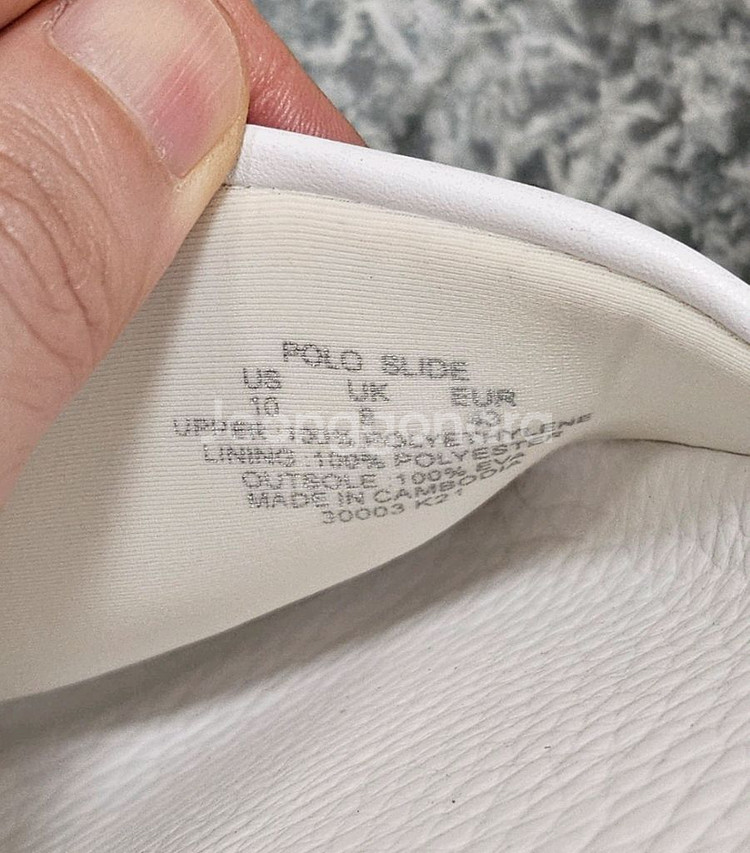 POLO SLIDE
US UK EUR
10
UPPER 100% POLYETHYLENE
LINING :100% POLYESTER
OUTSOLE :100% EVA
MADE IN CAMBODIA
30003 K21